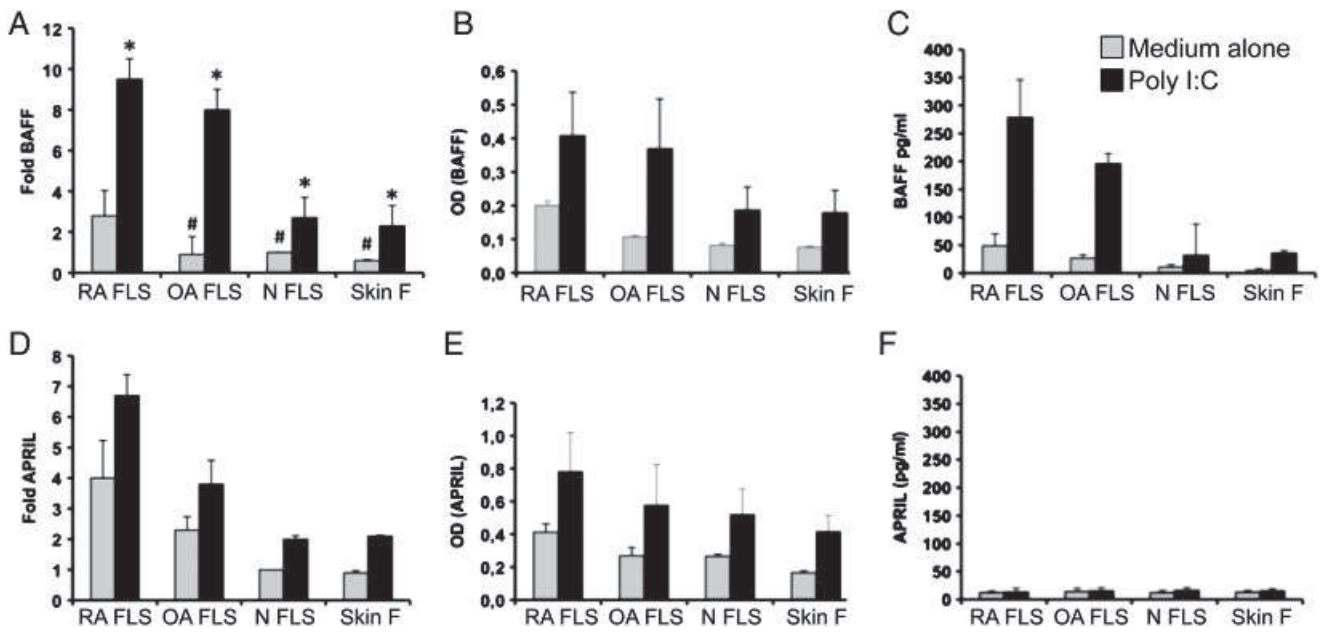 A
Fold BAFF
12
10
8
6
4
2
0
*
*
*
*
#
#
#
RA FLS OA FLS N FLS Skin F
B
OD (BAFF)
0,6
0,5
0,4
0,3
0,2
0,1
0,0
RA FLS OA FLS N FLS Skin F
C
BAFF pg/ml
400
350
300
250
200
150
100
50
0
Medium alone
Poly I:C
RA FLS OA FLS N FLS Skin F
D
Fold APRIL
8
7
6
5
4
3
2
1
0
RA FLS OA FLS N FLS Skin F
E
OD (APRIL)
1,2
1,0
0,8
0,6
0,4
0,2
0,0
RA FLS OA FLS N FLS Skin F
F
APRIL (pg/ml)
400
350
300
250
200
150
100
50
0
RA FLS OA FLS N FLS Skin F